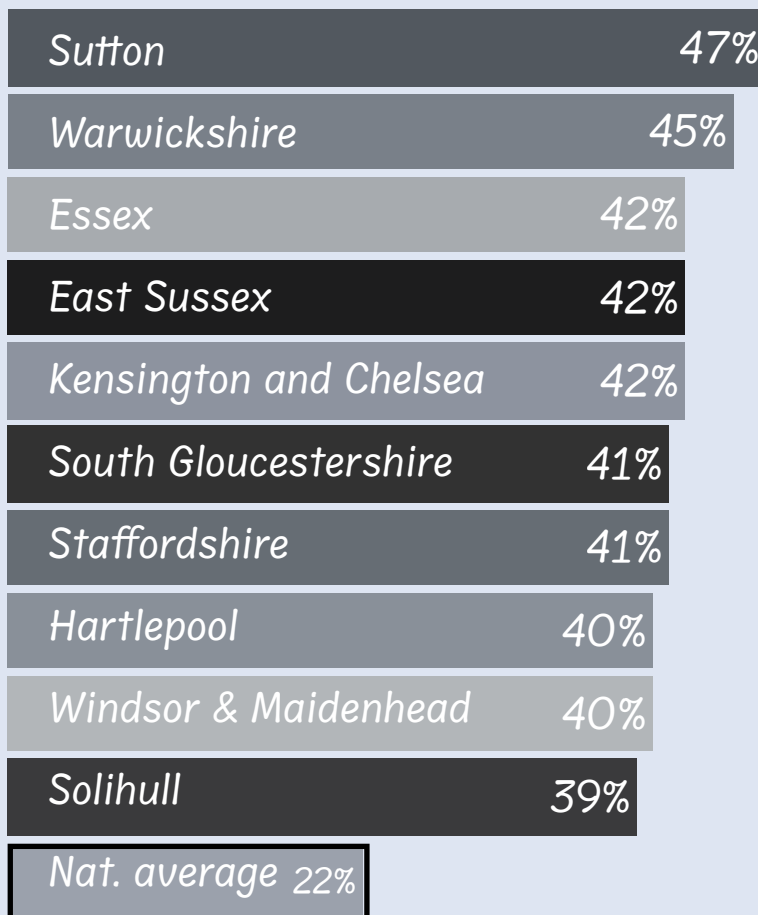 Sutton 47%
Warwickshire 45%
Essex 42%
East Sussex 42%
Kensington and Chelsea 42%
South Gloucestershire 41%
Staffordshire 41%
Hartlepool 40%
Windsor & Maidenhead 40%
Solihull 39%
Nat. average 22%